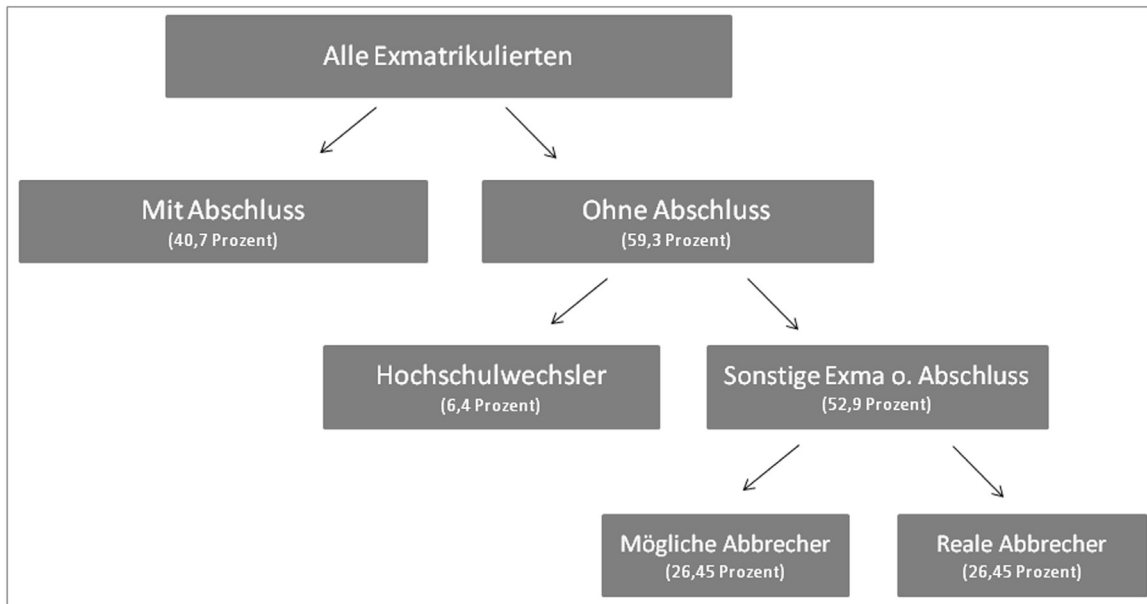 Alle Exmatrikulierten
Mit Abschluss
(40,7 Prozent)
Ohne Abschluss
(59,3 Prozent)
Hochschulwechsler
(6,4 Prozent)
Sonstige Exma o. Abschluss
(52,9 Prozent)
Mögliche Abbrecher
(26,45 Prozent)
Reale Abbrecher
(26,45 Prozent)